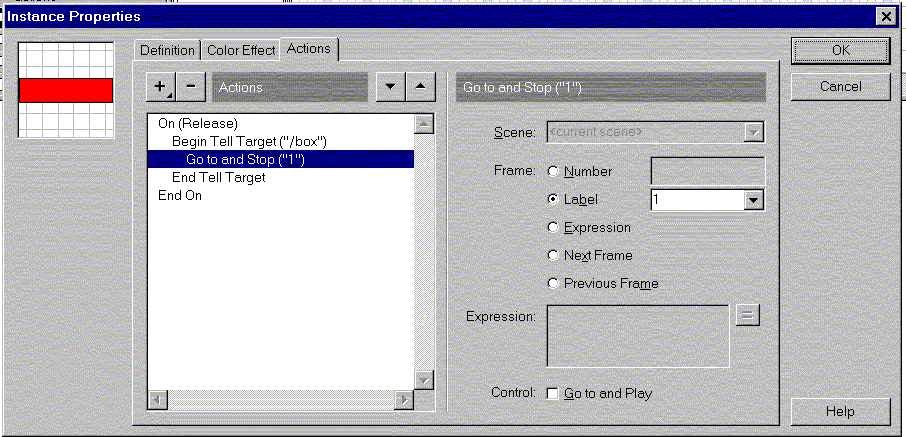 Instance Properties
Definition
Color Effect
Actions
OK
Cancel
+
-
Actions
Go to and Stop ("1")
On (Release)
Begin Tell Target ("/box")
Go to and Stop ("1")
End Tell Target
End On
Scene: <current scene>
Frame: Number
Label 1
Expression
Next Frame
Previous Frame
Expression: =
Control: Go to and Play
Help